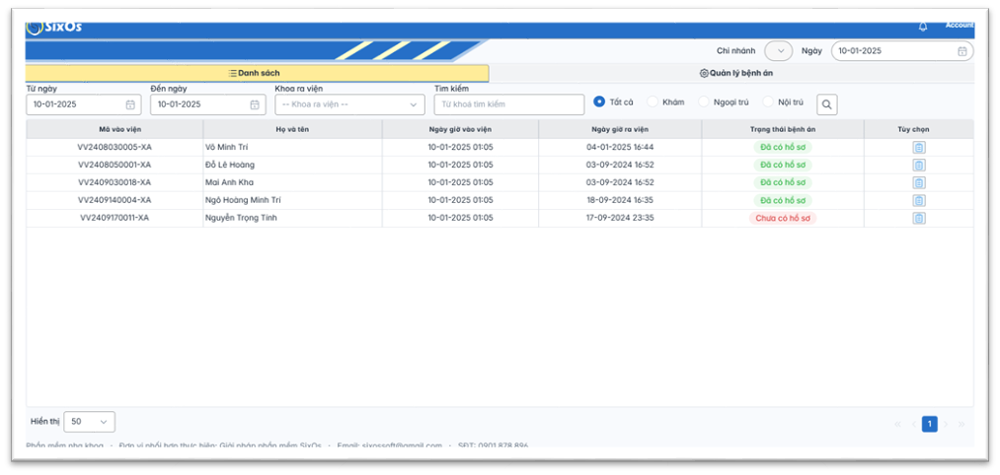 SixOs Account
Chi nhánh Ngày 10-01-2025
Danh sách Quản lý bệnh án
Từ ngày Đến ngày Khoa ra viện Tìm kiếm
10-01-2025 10-01-2025 -- Khoa ra viện -- Từ khoá tìm kiếm Tất cả Khám Ngoại trú Nội trú
Mã vào viện Họ và tên Ngày giờ vào viện Ngày giờ ra viện Trạng thái bệnh án Tùy chọn
VV2408030005-XA Võ Minh Trí 10-01-2025 01:05 04-01-2025 16:44 Đã có hồ sơ
VV2408050001-XA Đỗ Lê Hoàng 10-01-2025 01:05 03-09-2024 16:52 Đã có hồ sơ
VV2409030018-XA Mai Anh Kha 10-01-2025 01:05 03-09-2024 16:52 Đã có hồ sơ
VV2409140004-XA Ngô Hoàng Minh Trí 10-01-2025 01:05 18-09-2024 16:35 Đã có hồ sơ
VV2409170011-XA Nguyễn Trọng Tính 10-01-2025 01:05 17-09-2024 23:35 Chưa có hồ sơ
Hiển thị 50 « ‹ 1 › »
Phần mềm nha khoa · Đơn vị phối hợp thực hiện: Giải pháp phần mềm SixOs · Email: sixossoft@gmail.com · SĐT: 0901 878 896